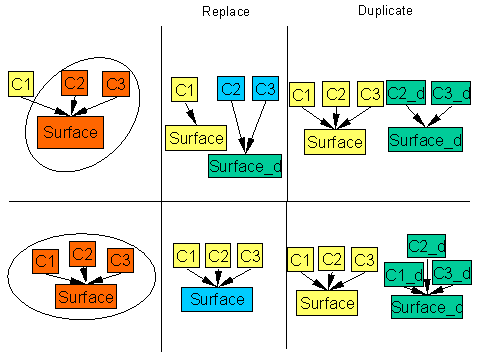 Replace Duplicate
C1 C2 C3
Surface
C1 C2 C3
Surface
Surface_d
C1 C2 C3 C2_d C3_d
Surface Surface_d
C1 C2 C3
Surface
C1 C2 C3
Surface
C1 C2 C3
Surface
C2_d
C1_d C3_d
Surface_d